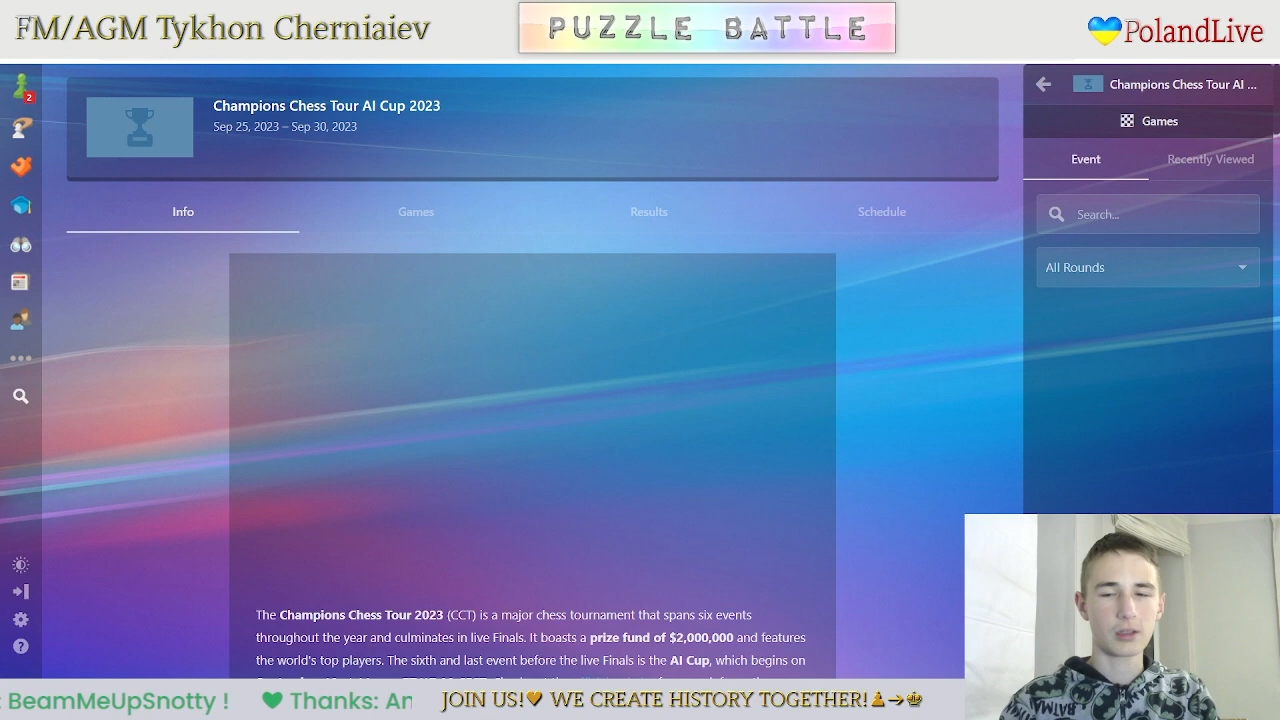 FM/AGM Tykhon Cherniaiev
PUZZLE BATTLE
PolandLive
2
Champions Chess Tour AI Cup 2023
Sep 25, 2023 – Sep 30, 2023
Info
Games
Results
Schedule
The Champions Chess Tour 2023 (CCT) is a major chess tournament that spans six events
throughout the year and culminates in live Finals. It boasts a prize fund of $2,000,000 and features
the world's top players. The sixth and last event before the live Finals is the AI Cup, which begins on
Champions Chess Tour AI ...
Games
Event
Recently Viewed
Search...
All Rounds
BATMA
: BeamMeUpSnotty !
Thanks: An
JOIN US! WE CREATE HISTORY TOGETHER!